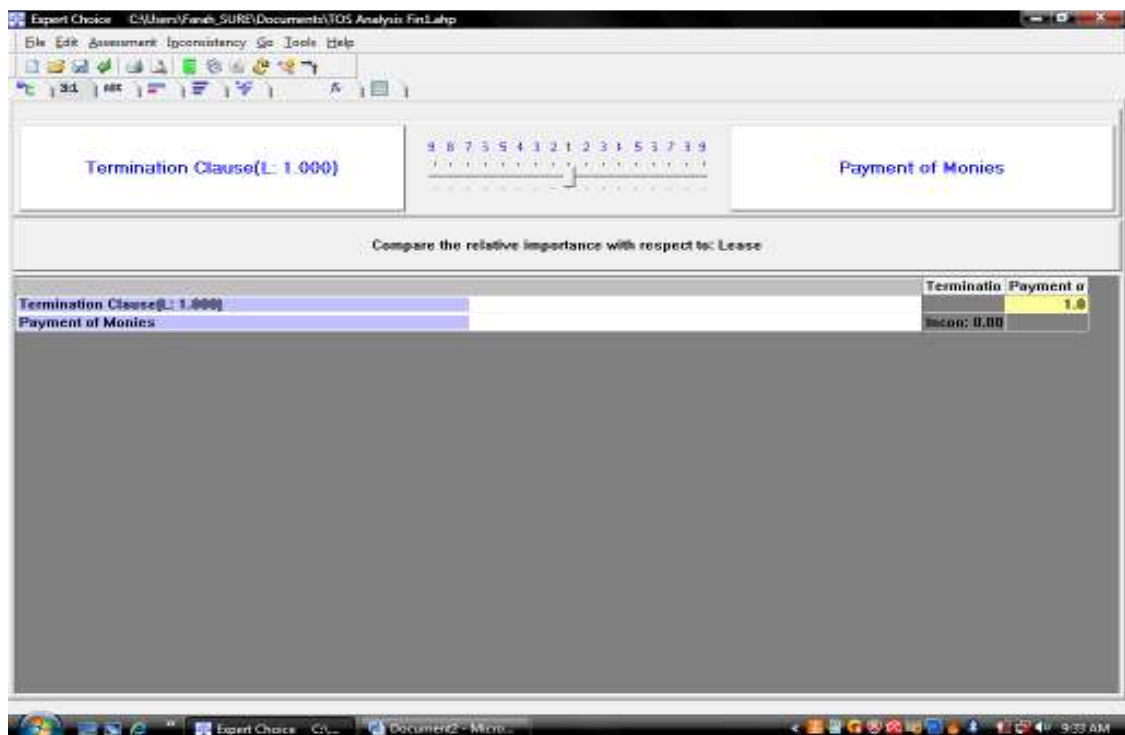 Expert Choice C:\Users\Farah_SURE\Documents\TOS Analysis Fin1.ahp
File Edit Assessment Inconsistency Go Tools Help
3:1 ABC
Termination Clause(L: 1.000)
9 8 7 6 5 4 3 2 1 2 3 4 5 6 7 8 9
Payment of Monies
Compare the relative importance with respect to: Lease
Terminatio Payment o
Termination Clause(L: 1.000) 1.0
Payment of Monies Incon: 0.00
Expert Choice C:\... Document2 - Micro... 9:33 AM